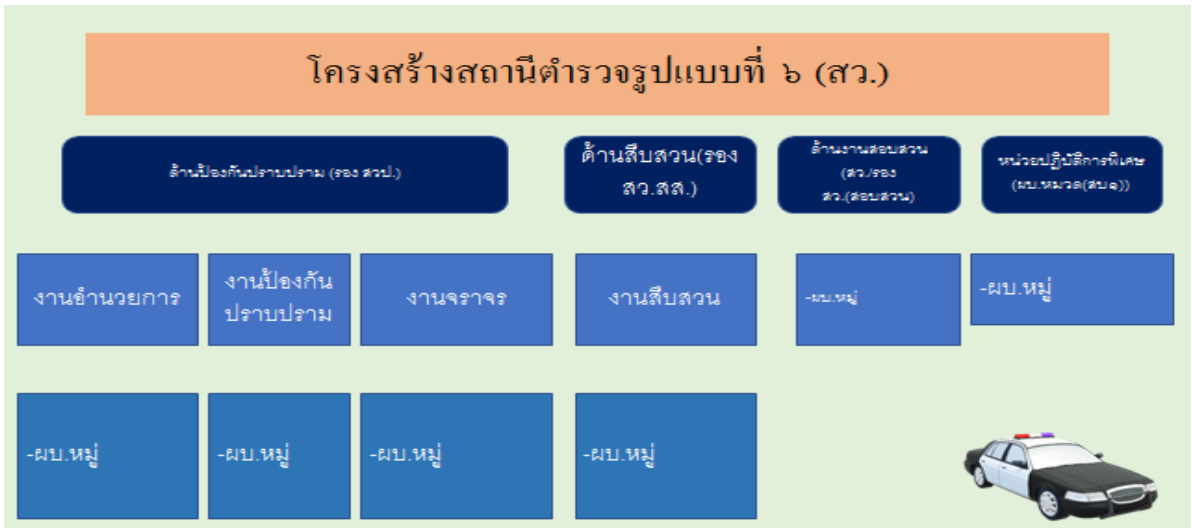 โครงสร้างสถานีตำรวจรูปแบบที่ ๖ (สว.)
ด้านป้องกันปราบปราม (รอง สวป.)
ด้านสืบสวน(รอง
สว.สส.)
ด้านงานสอบสวน
(สว./รอง
สว.(สอบสวน)
หน่วยปฏิบัติการพิเศษ
(ผบ.หมวด(สบ๑))
งานอำนวยการ
งานป้องกัน
ปราบปราม
งานจราจร
งานสืบสวน
-ผบ.หมู่
-ผบ.หมู่
-ผบ.หมู่
-ผบ.หมู่
-ผบ.หมู่
-ผบ.หมู่